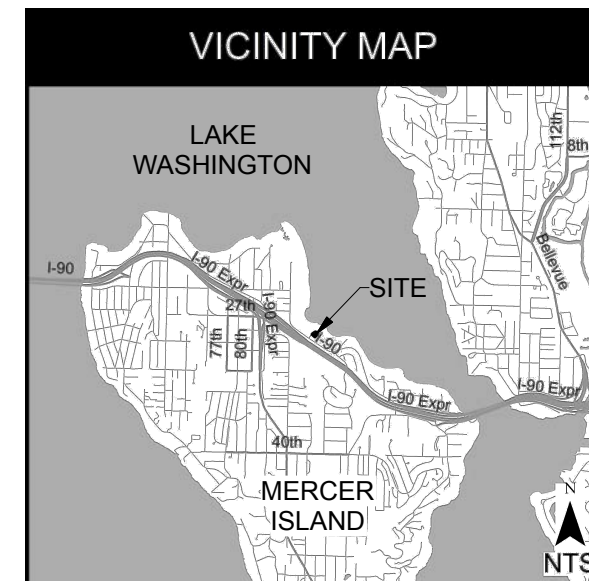 VICINITY MAP
LAKE
WASHINGTON
112th
8th
Bellevue
I-90
I-90 Expr
27th
I-90 Expr
SITE
I-90
77th
80th
I-90 Expr
I-90 Expr
40th
MERCER
ISLAND
N
NTS